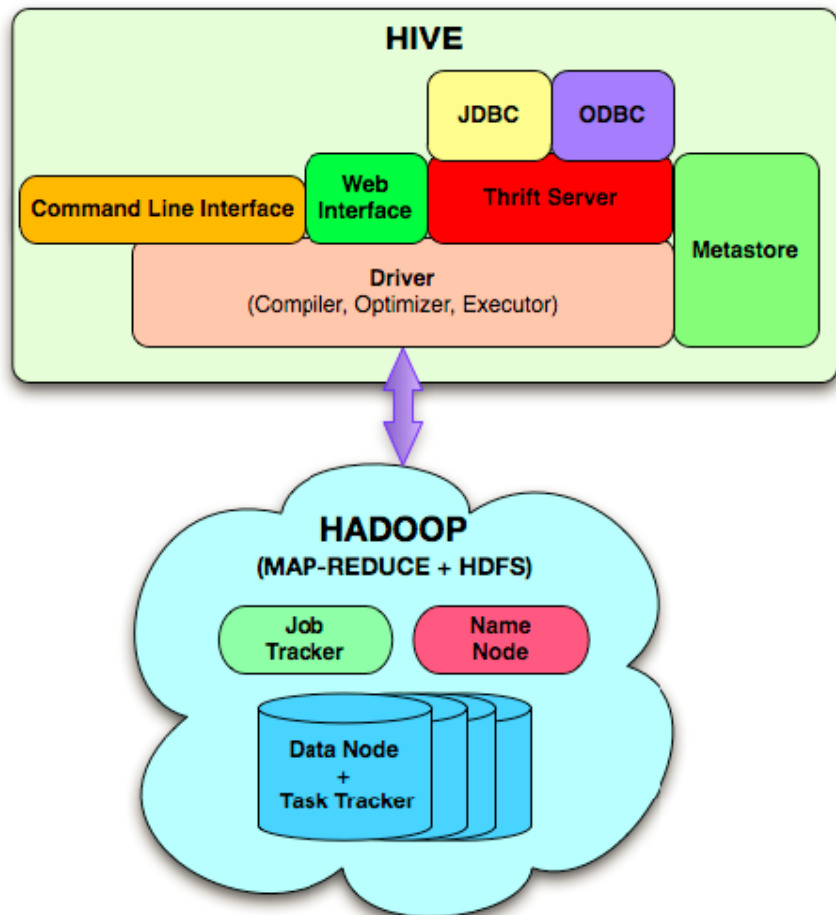 HIVE
JDBC
ODBC
Command Line Interface
Web
Interface
Thrift Server
Metastore
Driver
(Compiler, Optimizer, Executor)
HADOOP
(MAP-REDUCE + HDFS)
Job
Tracker
Name
Node
Data Node
+
Task Tracker